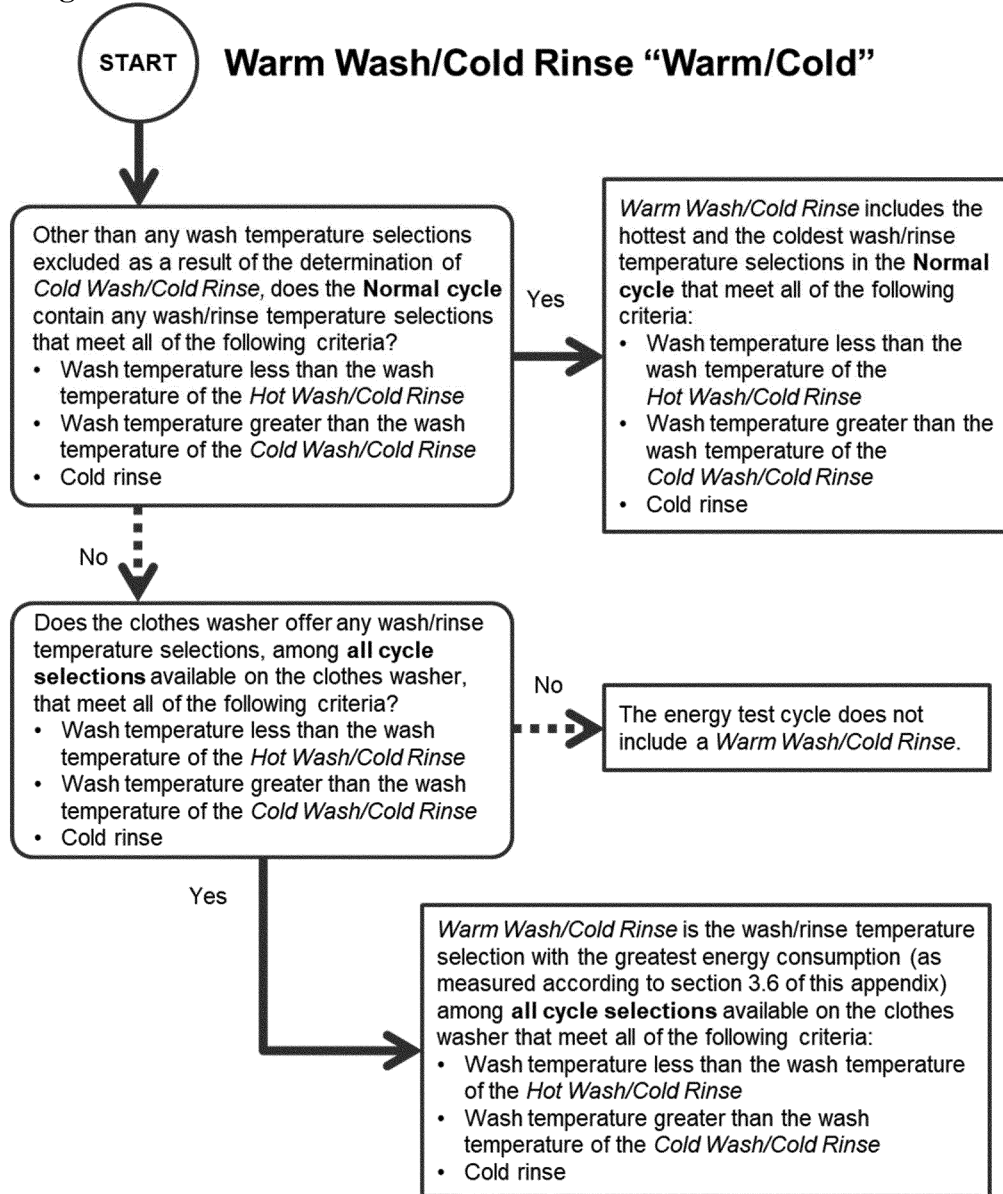 START
Warm Wash/Cold Rinse “Warm/Cold”
Other than any wash temperature selections
excluded as a result of the determination of
Cold Wash/Cold Rinse, does the Normal cycle
contain any wash/rinse temperature selections
that meet all of the following criteria?
• Wash temperature less than the wash
temperature of the Hot Wash/Cold Rinse
• Wash temperature greater than the wash
temperature of the Cold Wash/Cold Rinse
• Cold rinse
Yes
Warm Wash/Cold Rinse includes the
hottest and the coldest wash/rinse
temperature selections in the Normal
cycle that meet all of the following
criteria:
• Wash temperature less than the
wash temperature of the
Hot Wash/Cold Rinse
• Wash temperature greater than the
wash temperature of the
Cold Wash/Cold Rinse
• Cold rinse
No
Does the clothes washer offer any wash/rinse
temperature selections, among all cycle
selections available on the clothes washer,
that meet all of the following criteria?
• Wash temperature less than the wash
temperature of the Hot Wash/Cold Rinse
• Wash temperature greater than the wash
temperature of the Cold Wash/Cold Rinse
• Cold rinse
No
The energy test cycle does not
include a Warm Wash/Cold Rinse.
Yes
Warm Wash/Cold Rinse is the wash/rinse temperature
selection with the greatest energy consumption (as
measured according to section 3.6 of this appendix)
among all cycle selections available on the clothes
washer that meet all of the following criteria:
• Wash temperature less than the wash temperature
of the Hot Wash/Cold Rinse
• Wash temperature greater than the wash
temperature of the Cold Wash/Cold Rinse
• Cold rinse